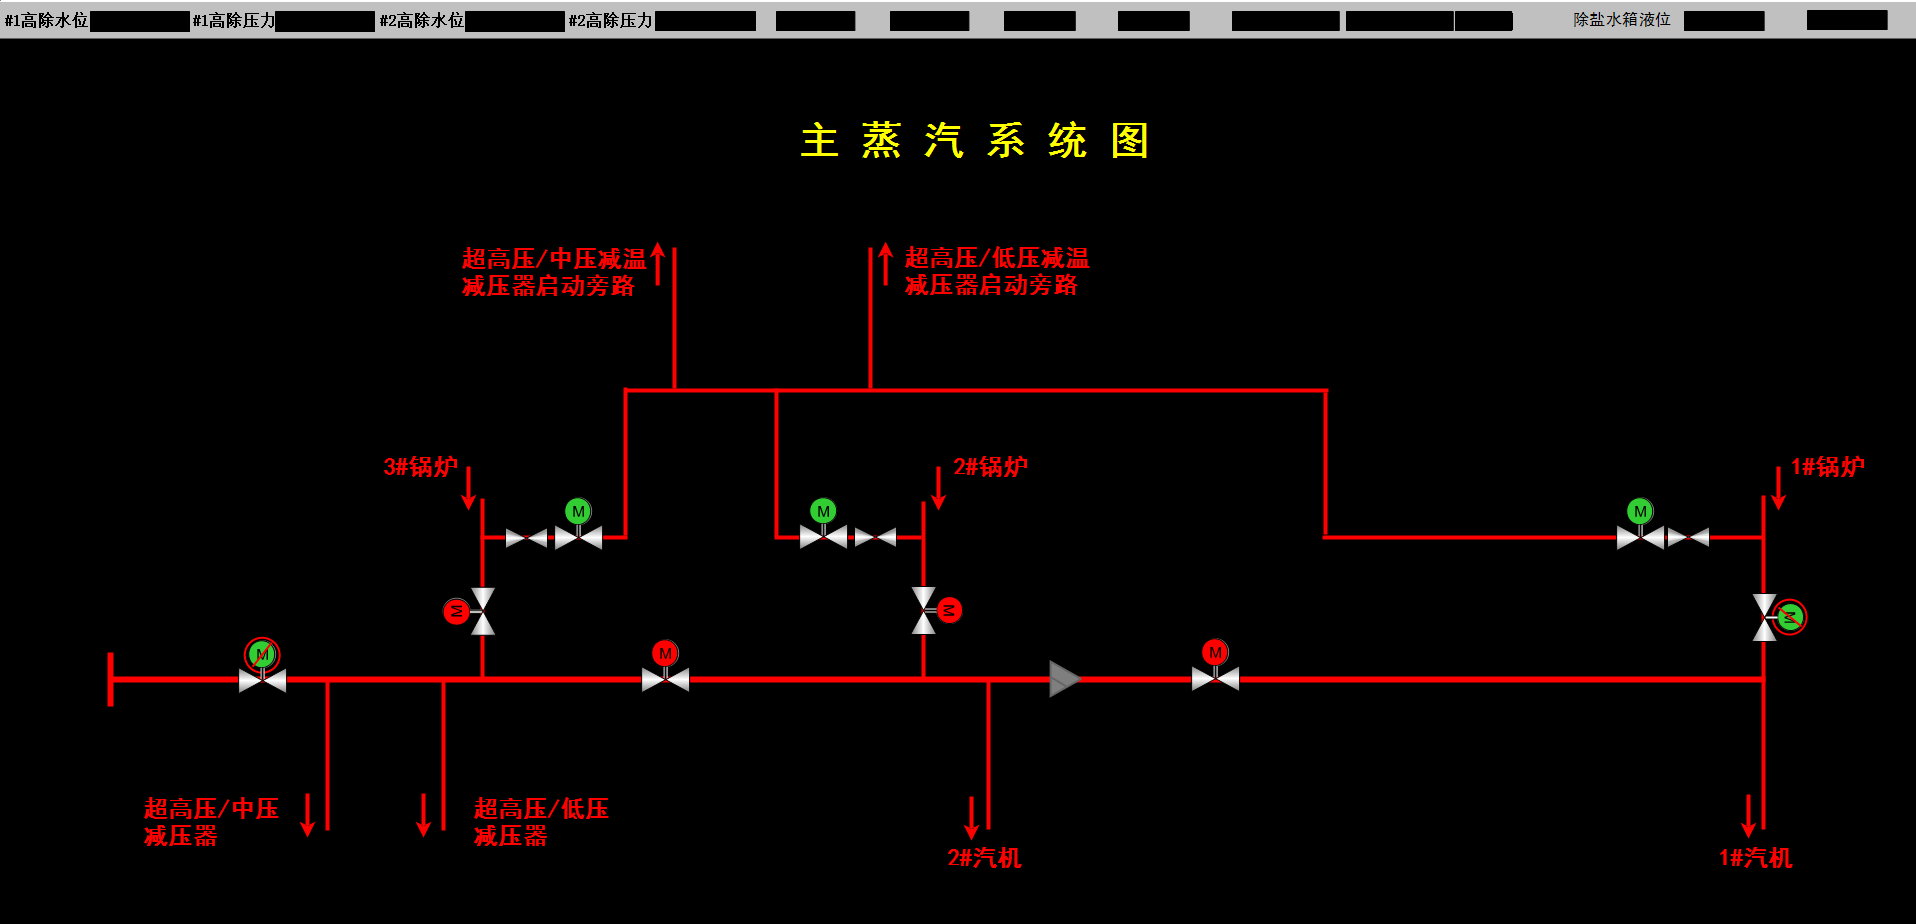 #1高除水位 #1高除压力 #2高除水位 #2高除压力 除盐水箱液位
主蒸汽系统图
超高压/中压减温
减压器启动旁路
超高压/低压减温
减压器启动旁路
3#锅炉
2#锅炉
1#锅炉
M
M
M
M
M
M
M
M
M
超高压/中压
减压器
超高压/低压
减压器
2#汽机
1#汽机